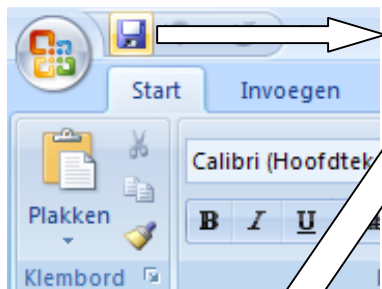 Start Invoegen
Calibri (Hoofdtek
Plakken
B I U
Klembord